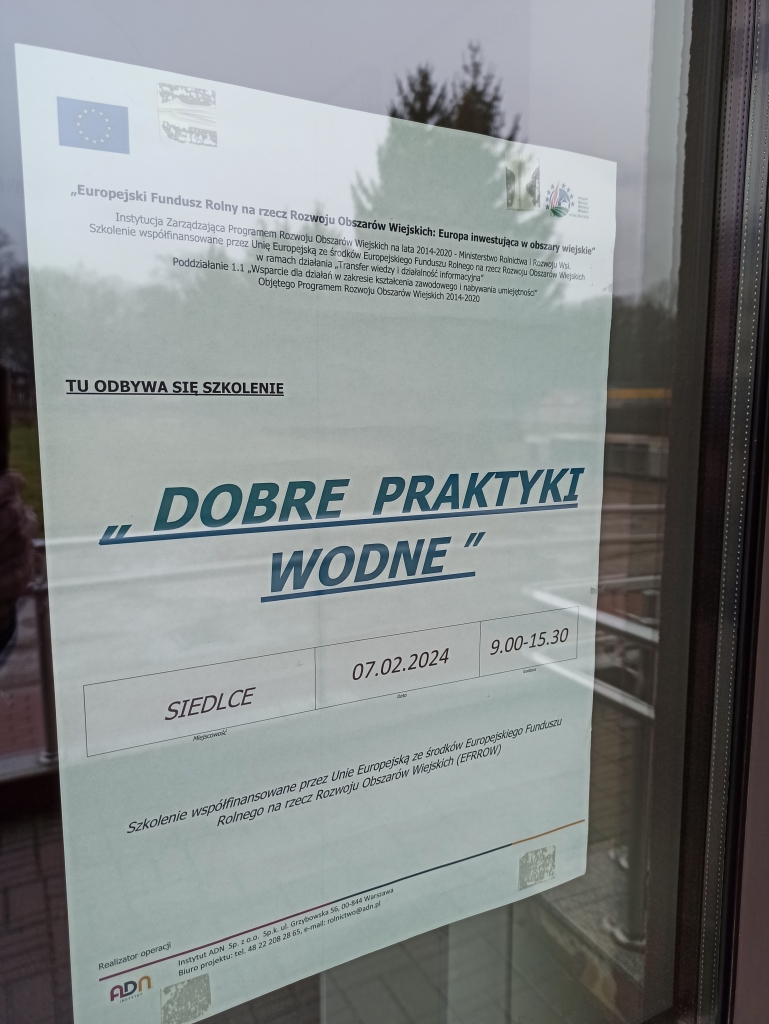 „Europejski Fundusz Rolny na rzecz Rozwoju Obszarów Wiejskich: Europa inwestująca w obszary wiejskie”
Instytucja Zarządzająca Programem Rozwoju Obszarów Wiejskich na lata 2014-2020 - Ministerstwo Rolnictwa i Rozwoju Wsi.
Szkolenie współfinansowane przez Unię Europejską ze środków Europejskiego Funduszu Rolnego na rzecz Rozwoju Obszarów Wiejskich
w ramach działania „Transfer wiedzy i działalność informacyjna”
Poddziałanie 1.1 „Wsparcie dla działań w zakresie kształcenia zawodowego i nabywania umiejętności”
Objętego Programem Rozwoju Obszarów Wiejskich 2014-2020
TU ODBYWA SIĘ SZKOLENIE
„ DOBRE PRAKTYKI
WODNE ”
SIEDLCE 07.02.2024 9.00-15.30
Miejscowość Data Godzina
Szkolenie współfinansowane przez Unie Europejską ze środków Europejskiego Funduszu
Rolnego na rzecz Rozwoju Obszarów Wiejskich (EFRROW)
Realizator operacji
Instytut ADN Sp. z o.o. Sp.k. ul. Grzybowska 56, 00-844 Warszawa
Biuro projektu: tel. 48 22 208 28 65, e-mail: rolnictwo@adn.pl
ADN
INSTYTUT